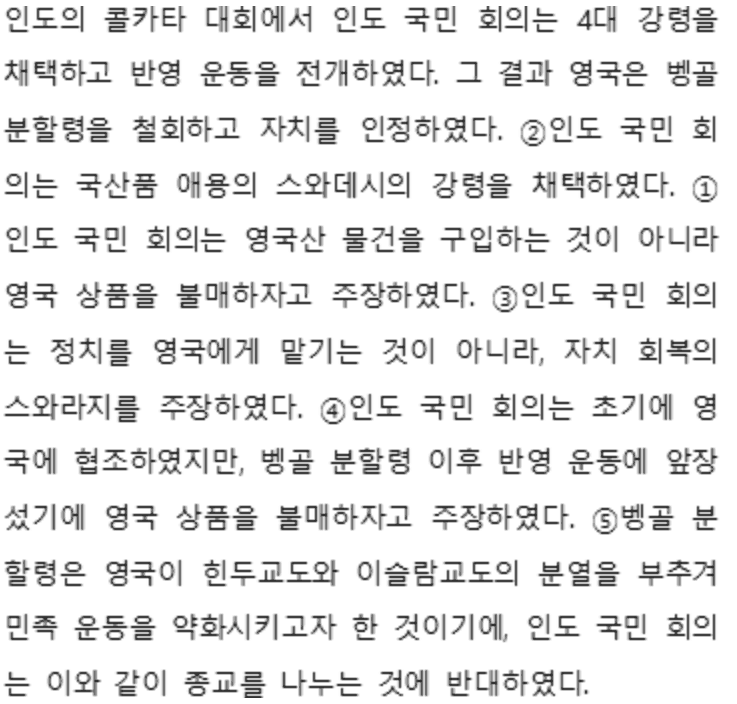 인도의 콜카타 대회에서 인도 국민 회의는 4대 강령을
채택하고 반영 운동을 전개하였다. 그 결과 영국은 벵골
분할령을 철회하고 자치를 인정하였다. ②인도 국민 회
의는 국산품 애용의 스와데시의 강령을 채택하였다. ①
인도 국민 회의는 영국산 물건을 구입하는 것이 아니라
영국 상품을 불매하자고 주장하였다. ③인도 국민 회의
는 정치를 영국에게 맡기는 것이 아니라, 자치 회복의
스와라지를 주장하였다. ④인도 국민 회의는 초기에 영
국에 협조하였지만, 벵골 분할령 이후 반영 운동에 앞장
섰기에 영국 상품을 불매하자고 주장하였다. ⑤벵골 분
할령은 영국이 힌두교도와 이슬람교도의 분열을 부추겨
민족 운동을 약화시키고자 한 것이기에, 인도 국민 회의
는 이와 같이 종교를 나누는 것에 반대하였다.